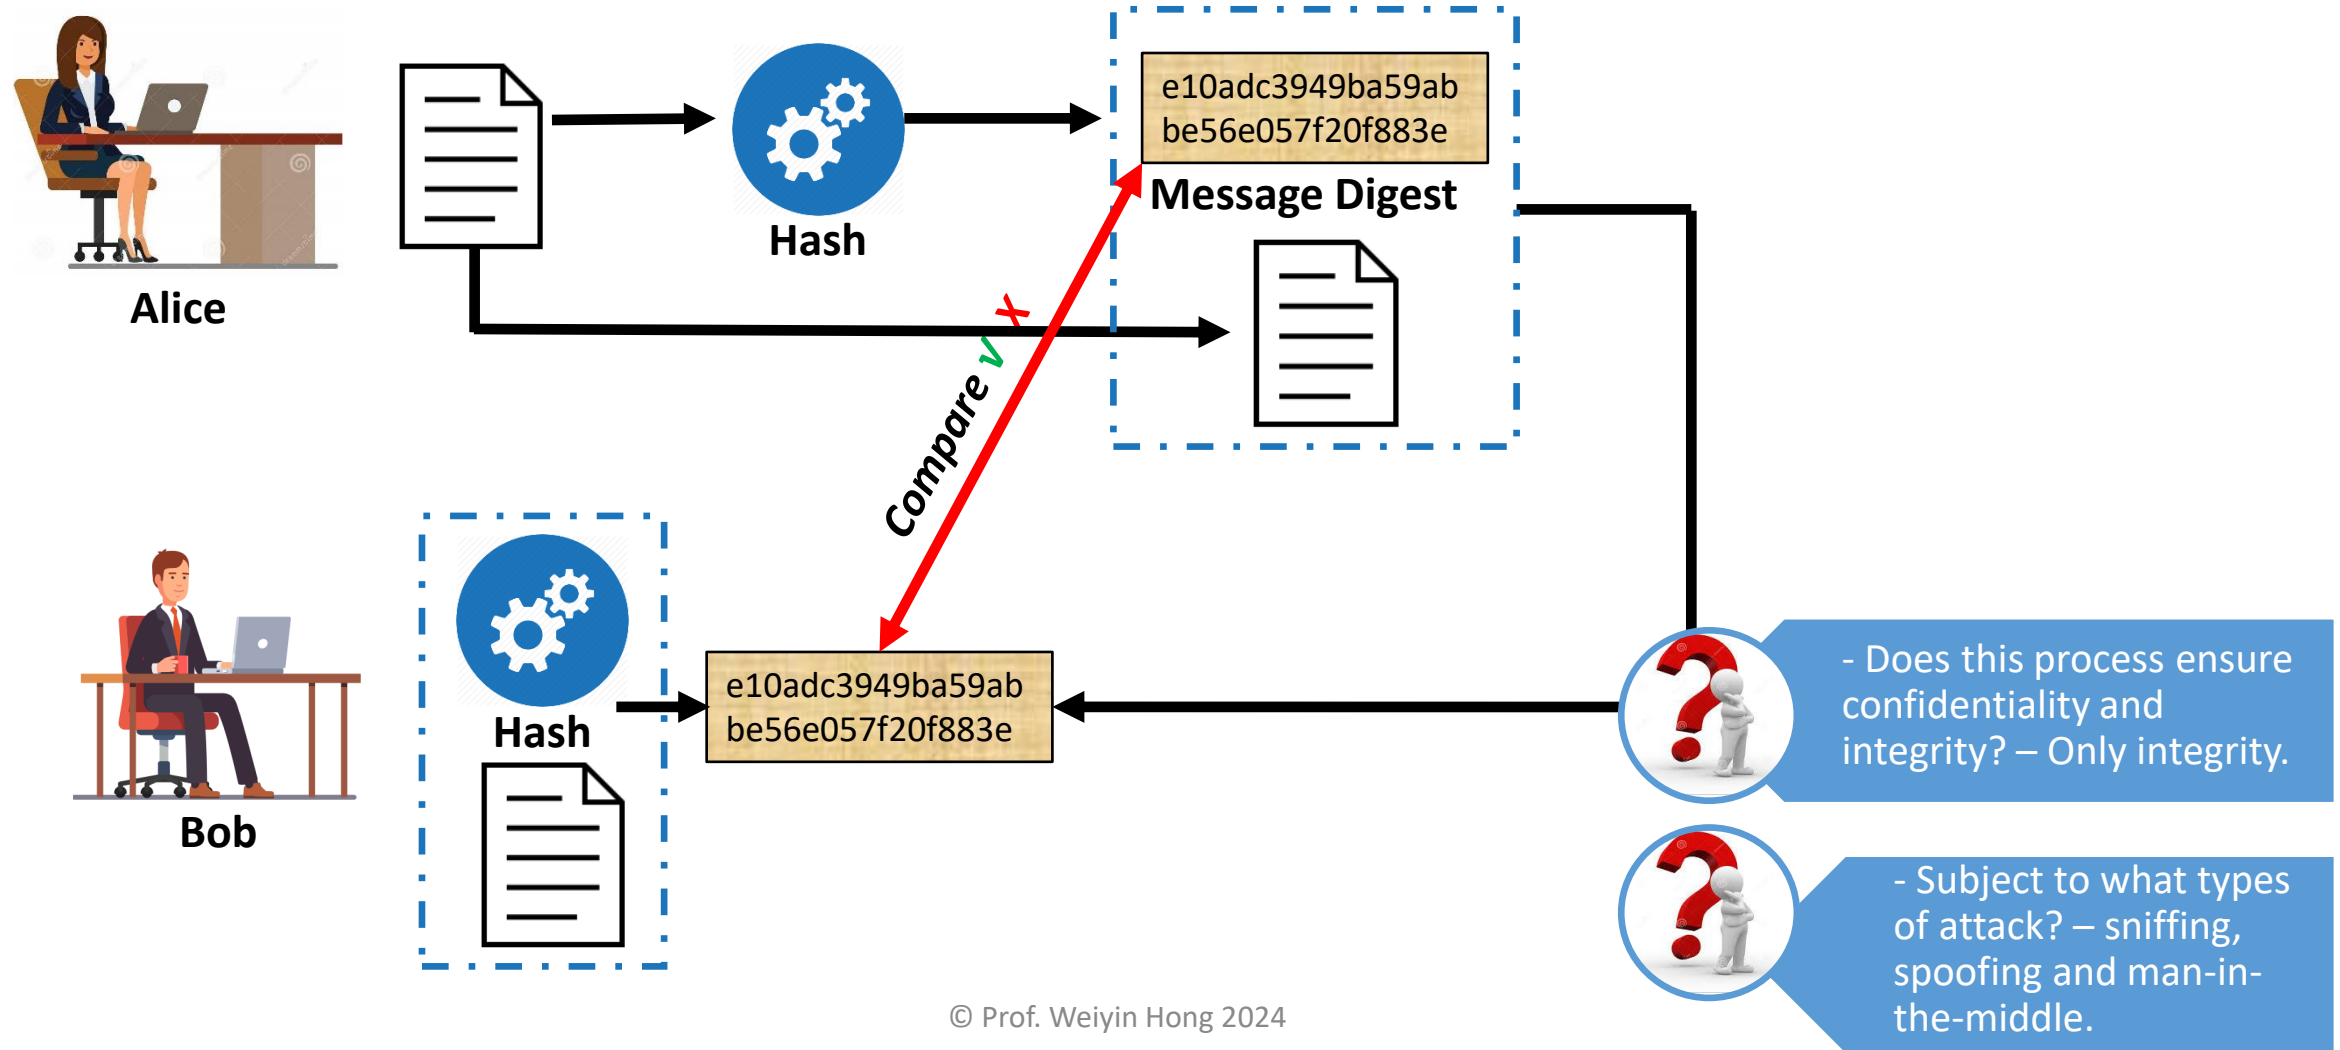 e10adc3949ba59ab
be56e057f20f883e
Message Digest
Hash
Alice
Compare √ X
Hash
e10adc3949ba59ab
be56e057f20f883e
Bob
- Does this process ensure
confidentiality and
integrity? – Only integrity.
- Subject to what types
of attack? – sniffing,
spoofing and man-in-
the-middle.
© Prof. Weiyin Hong 2024